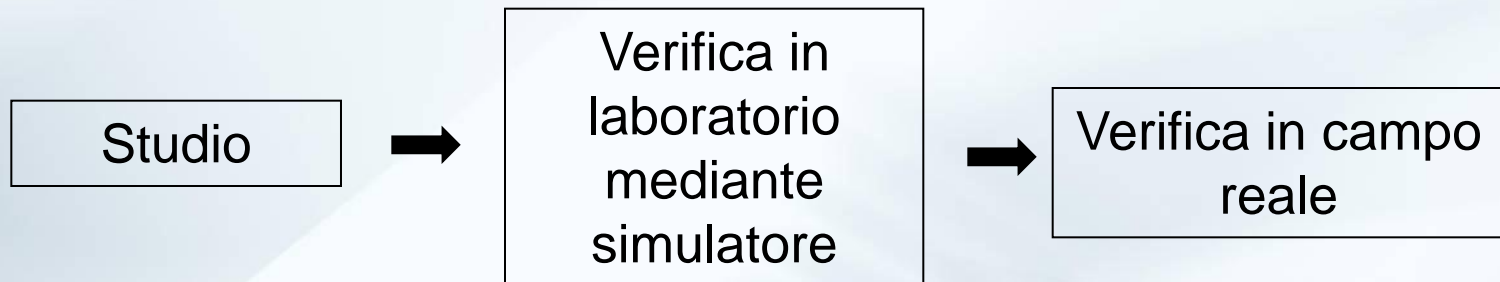 Studio
Verifica in
laboratorio
mediante
simulatore
Verifica in campo
reale